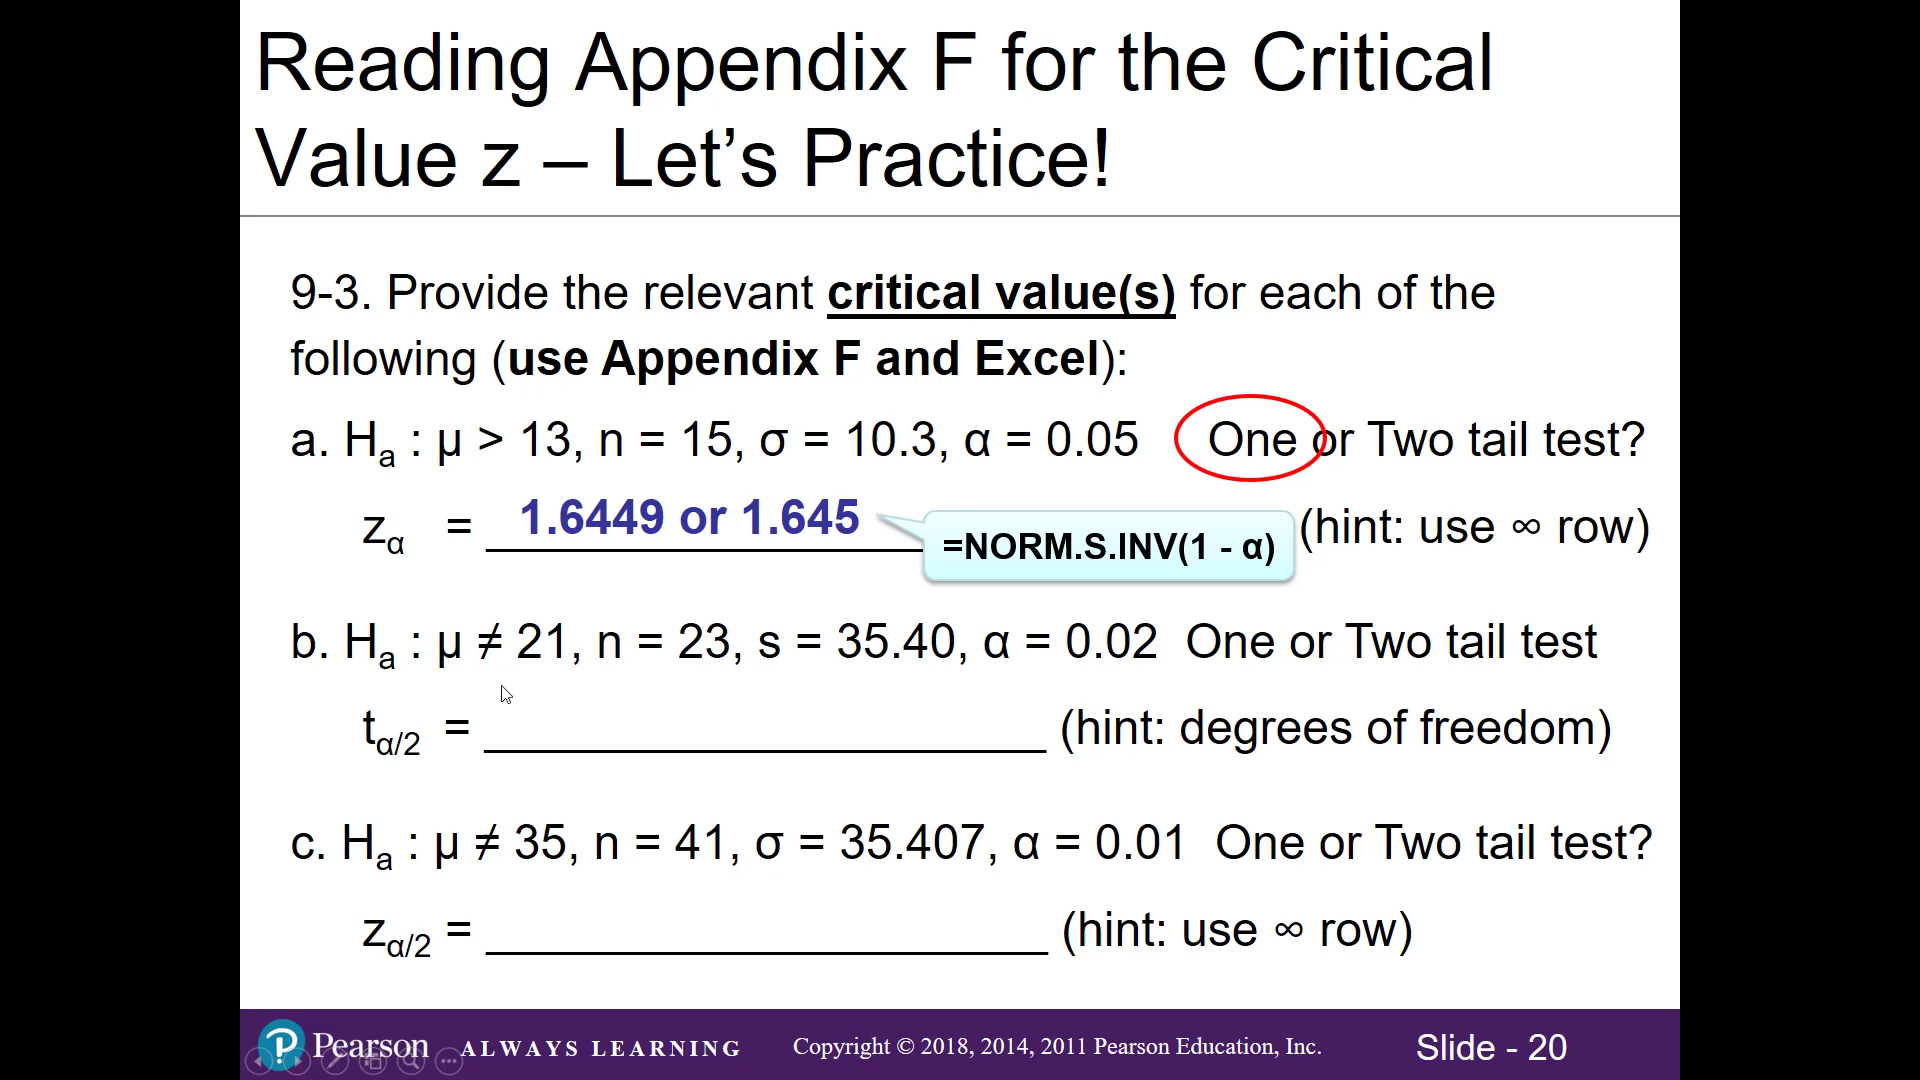 Reading Appendix F for the Critical
Value z – Let’s Practice!
9-3. Provide the relevant critical value(s) for each of the
following (use Appendix F and Excel):
a. Hₐ : μ > 13, n = 15, σ = 10.3, α = 0.05 One or Two tail test?
zα = 1.6449 or 1.645 =NORM.S.INV(1 - α) (hint: use ∞ row)
b. Hₐ : μ ≠ 21, n = 23, s = 35.40, α = 0.02 One or Two tail test
tα/2 = ____________________ (hint: degrees of freedom)
c. Hₐ : μ ≠ 35, n = 41, σ = 35.407, α = 0.01 One or Two tail test?
zα/2 = ____________________ (hint: use ∞ row)
Pearson ALWAYS LEARNING Copyright © 2018, 2014, 2011 Pearson Education, Inc. Slide - 20